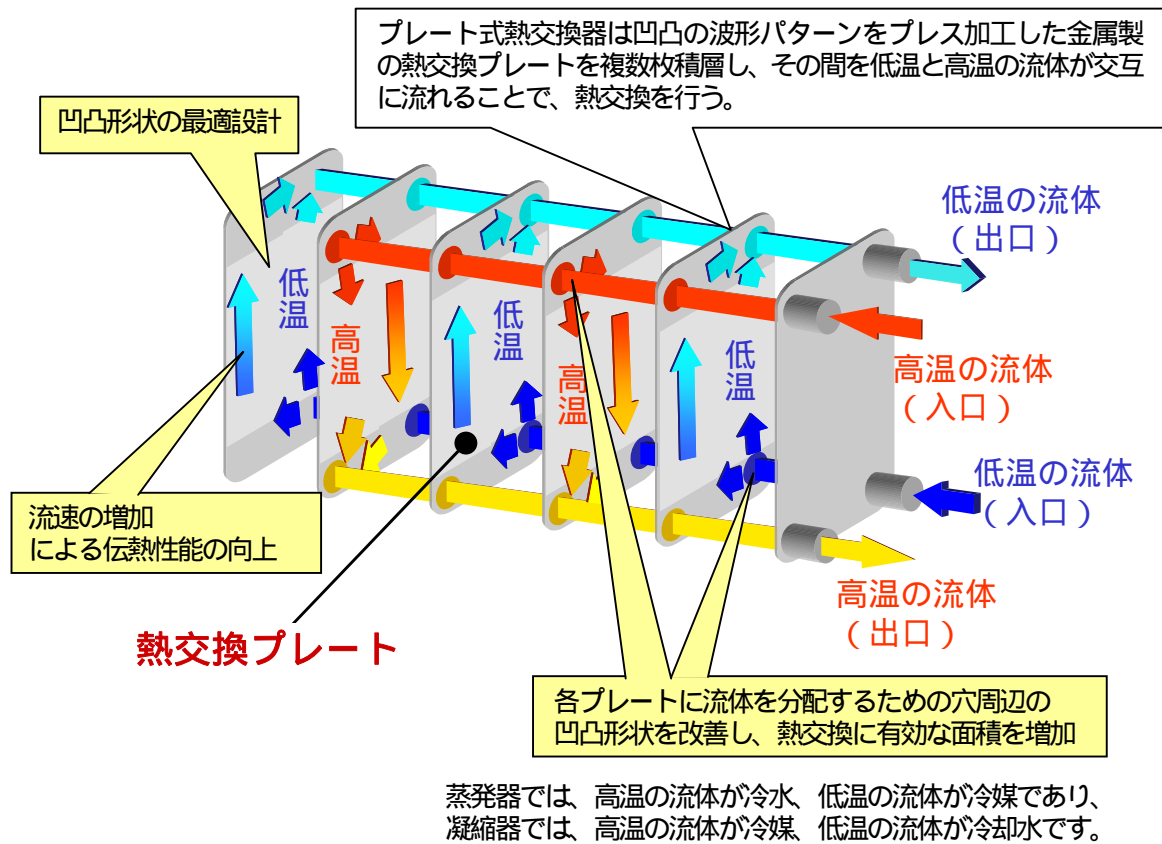 プレート式熱交換器は凹凸の波形パターンをプレス加工した金属製
の熱交換プレートを複数枚積層し、その間を低温と高温の流体が交互
に流れることで、熱交換を行う。
凹凸形状の最適設計
低温の流体
（出口）
低温
高温
低温
高温
低温
高温の流体
（入口）
低温の流体
（入口）
流速の増加
による伝熱性能の向上
高温の流体
（出口）
熱交換プレート
各プレートに流体を分配するための穴周辺の
凹凸形状を改善し、熱交換に有効な面積を増加
蒸発器では、高温の流体が冷水、低温の流体が冷媒であり、
凝縮器では、高温の流体が冷媒、低温の流体が冷却水です。